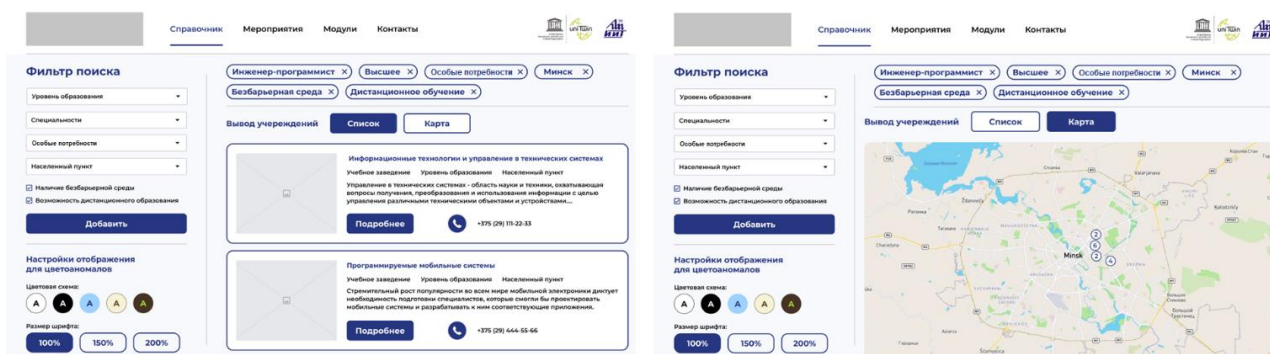 Справочник Мероприятия Модули Контакты
uniTwin
Фильтр поиска
Уровень образования
Специальности
Особые потребности
Населенный пункт
Наличие безбарьерной среды
Возможность дистанционного образования
Добавить
Настройки отображения
для цветоаномалов
Цветовая схема:
A A A A A
Размер шрифта:
100% 150% 200%
Инженер-программист × Высшее × Особые потребности × Минск ×
Безбарьерная среда × Дистанционное обучение ×
Вывод учереждений Список Карта
Информационные технологии и управление в технических системах
Учебное заведение Уровень образования Населенный пункт
Управление в технических системах - область науки и техники, охватывающая
вопросы получения, преобразования и использования информации с целью
управления различными техническими объектами и устройствами....
Подробнее +375 (29) 111-22-33
Программируемые мобильные системы
Учебное заведение Уровень образования Населенный пункт
Стремительный рост популярности во всем мире мобильной электроники диктует
необходимость подготовки специалистов, которые смогли бы проектировать
мобильные системы и разрабатывать к ним соответствующие приложения.
Подробнее +375 (29) 444-55-66
Справочник Мероприятия Модули Контакты
uniTwin
Фильтр поиска
Уровень образования
Специальности
Особые потребности
Населенный пункт
Наличие безбарьерной среды
Возможность дистанционного образования
Добавить
Настройки отображения
для цветоаномалов
Цветовая схема:
A A A A A
Размер шрифта:
100% 150% 200%
Инженер-программист × Высшее × Особые потребности × Минск ×
Безбарьерная среда × Дистанционное обучение ×
Вывод учереждений Список Карта
Minsk
2
6
2
4